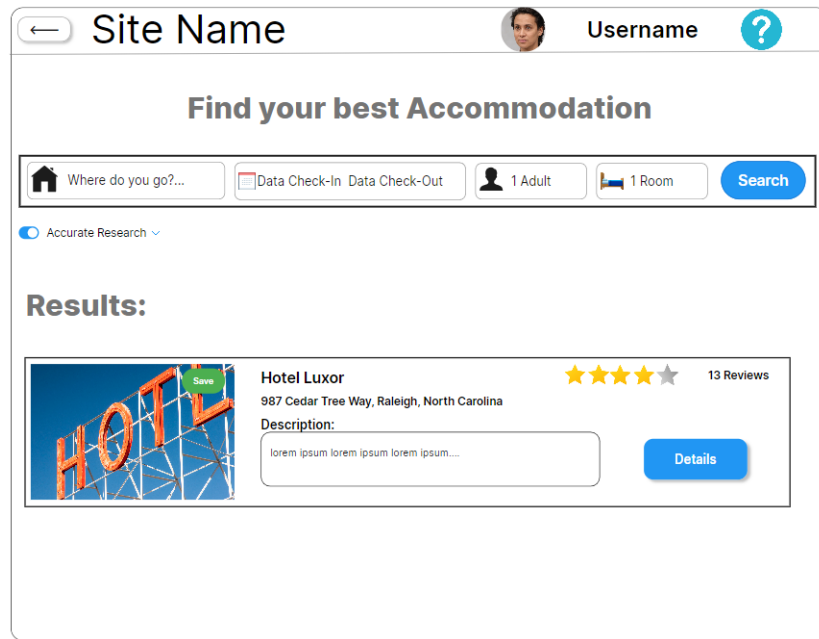 Site Name
Username
?
Find your best Accommodation
Where do you go?...
Data Check-In Data Check-Out
1 Adult
1 Room
Search
Accurate Research
Results:
HOTEL
Save
Hotel Luxor
13 Reviews
987 Cedar Tree Way, Raleigh, North Carolina
Description:
lorem ipsum lorem ipsum lorem ipsum....
Details